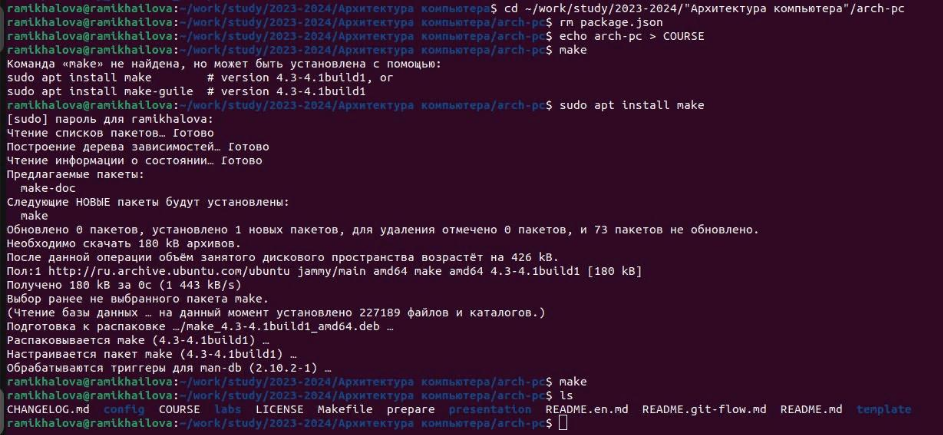 ramikhalova@ramikhailova:~/work/study/2023-2024/Архитектура компьютера$ cd ~/work/study/2023-2024/"Архитектура компьютера"/arch-pc
ramikhalova@ramikhailova:~/work/study/2023-2024/Архитектура компьютера/arch-pc$ rm package.json
ramikhalova@ramikhailova:~/work/study/2023-2024/Архитектура компьютера/arch-pc$ echo arch-pc > COURSE
ramikhalova@ramikhailova:~/work/study/2023-2024/Архитектура компьютера/arch-pc$ make
Команда «make» не найдена, но может быть установлена с помощью:
sudo apt install make        # version 4.3-4.1build1, or
sudo apt install make-guile  # version 4.3-4.1build1
ramikhalova@ramikhailova:~/work/study/2023-2024/Архитектура компьютера/arch-pc$ sudo apt install make
[sudo] пароль для ramikhalova:
Чтение списков пакетов… Готово
Построение дерева зависимостей… Готово
Чтение информации о состоянии… Готово
Предлагаемые пакеты:
  make-doc
Следующие НОВЫЕ пакеты будут установлены:
  make
Обновлено 0 пакетов, установлено 1 новых пакетов, для удаления отмечено 0 пакетов, и 73 пакетов не обновлено.
Необходимо скачать 180 kB архивов.
После данной операции объём занятого дискового пространства возрастёт на 426 kB.
Пол:1 http://ru.archive.ubuntu.com/ubuntu jammy/main amd64 make amd64 4.3-4.1build1 [180 kB]
Получено 180 kB за 0с (1 443 kB/s)
Выбор ранее не выбранного пакета make.
(Чтение базы данных … на данный момент установлено 227189 файлов и каталогов.)
Подготовка к распаковке …/make_4.3-4.1build1_amd64.deb …
Распаковывается make (4.3-4.1build1) …
Настраивается пакет make (4.3-4.1build1) …
Обрабатываются триггеры для man-db (2.10.2-1) …
ramikhalova@ramikhailova:~/work/study/2023-2024/Архитектура компьютера/arch-pc$ make
ramikhalova@ramikhailova:~/work/study/2023-2024/Архитектура компьютера/arch-pc$ ls
CHANGELOG.md  config  COURSE  labs  LICENSE  Makefile  prepare  presentation  README.en.md  README.git-flow.md  README.md  template
ramikhalova@ramikhailova:~/work/study/2023-2024/Архитектура компьютера/arch-pc$